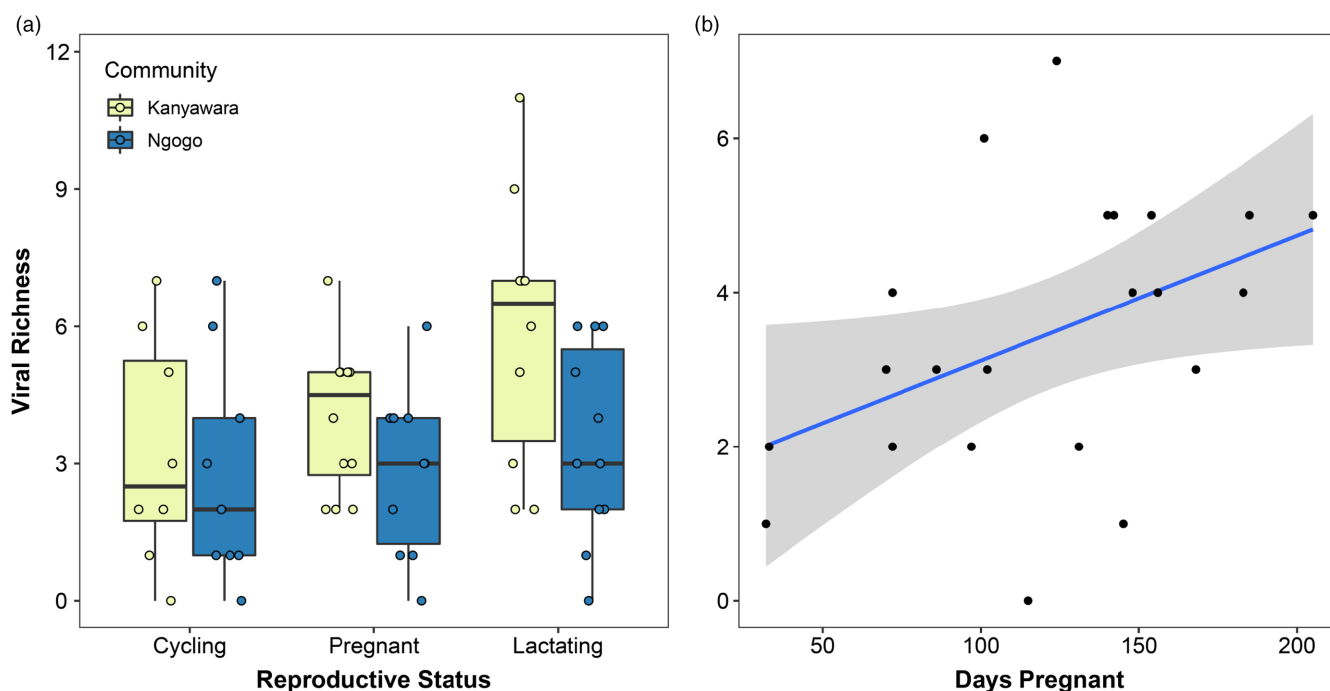 (a)
12
9
6
3
0
Viral Richness
Community
Kanyawara
Ngogo
Cycling Pregnant Lactating
Reproductive Status
(b)
6
4
2
0
50 100 150 200
Days Pregnant